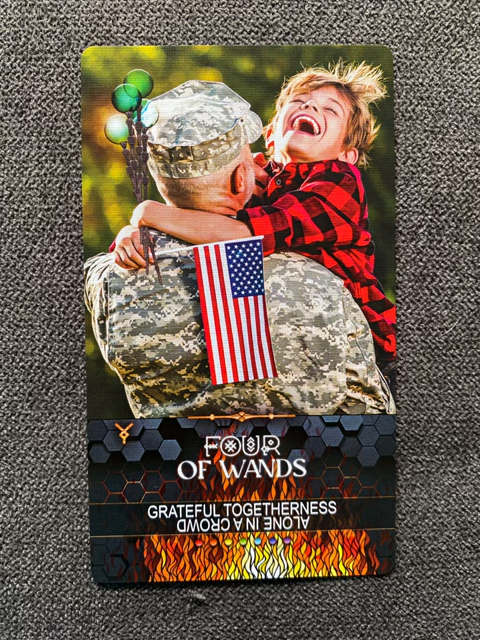 FOUR
OF WANDS
GRATEFUL TOGETHERNESS
ALONE IN A CROWD